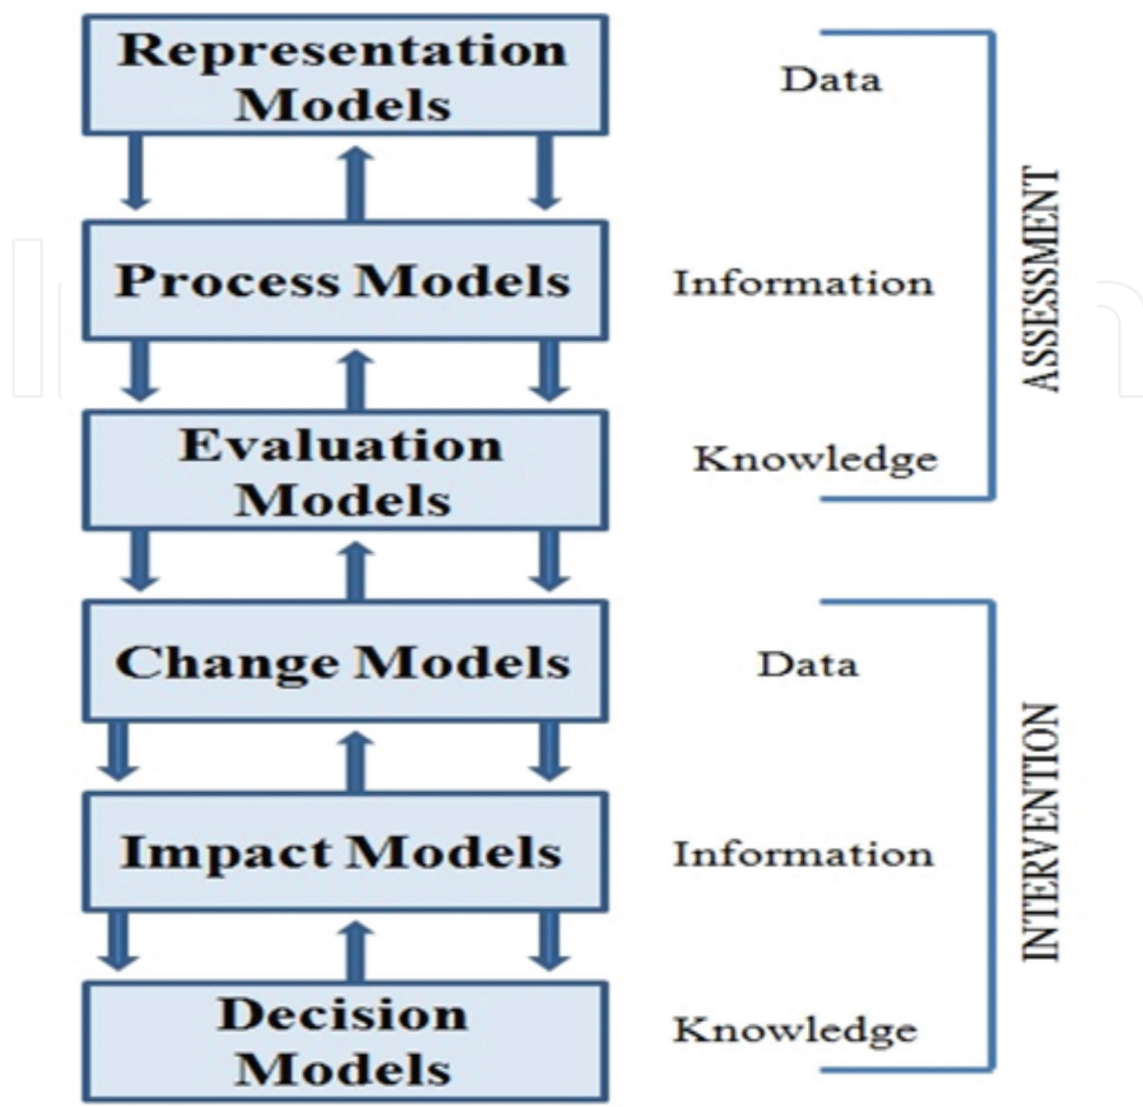 Representation
Models
Data
Process Models
Information
Evaluation
Models
Knowledge
ASSESSMENT
Change Models
Data
Impact Models
Information
Decision
Models
Knowledge
INTERVENTION